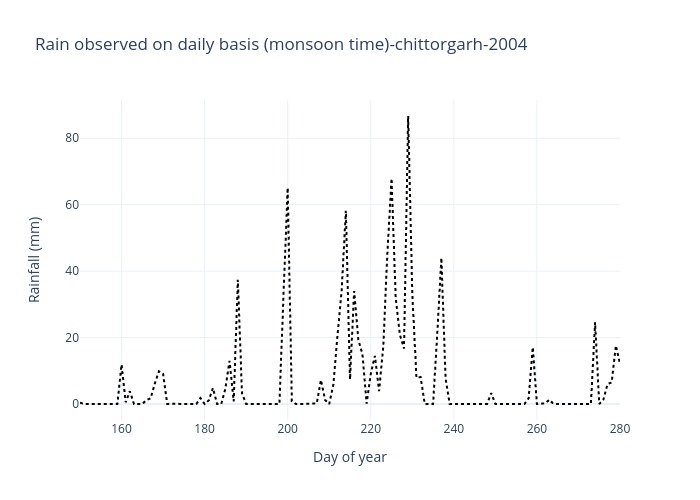 Rain observed on daily basis (monsoon time)-chittorgarh-2004
80
60
40
20
0
Rainfall (mm)
160 180 200 220 240 260 280
Day of year